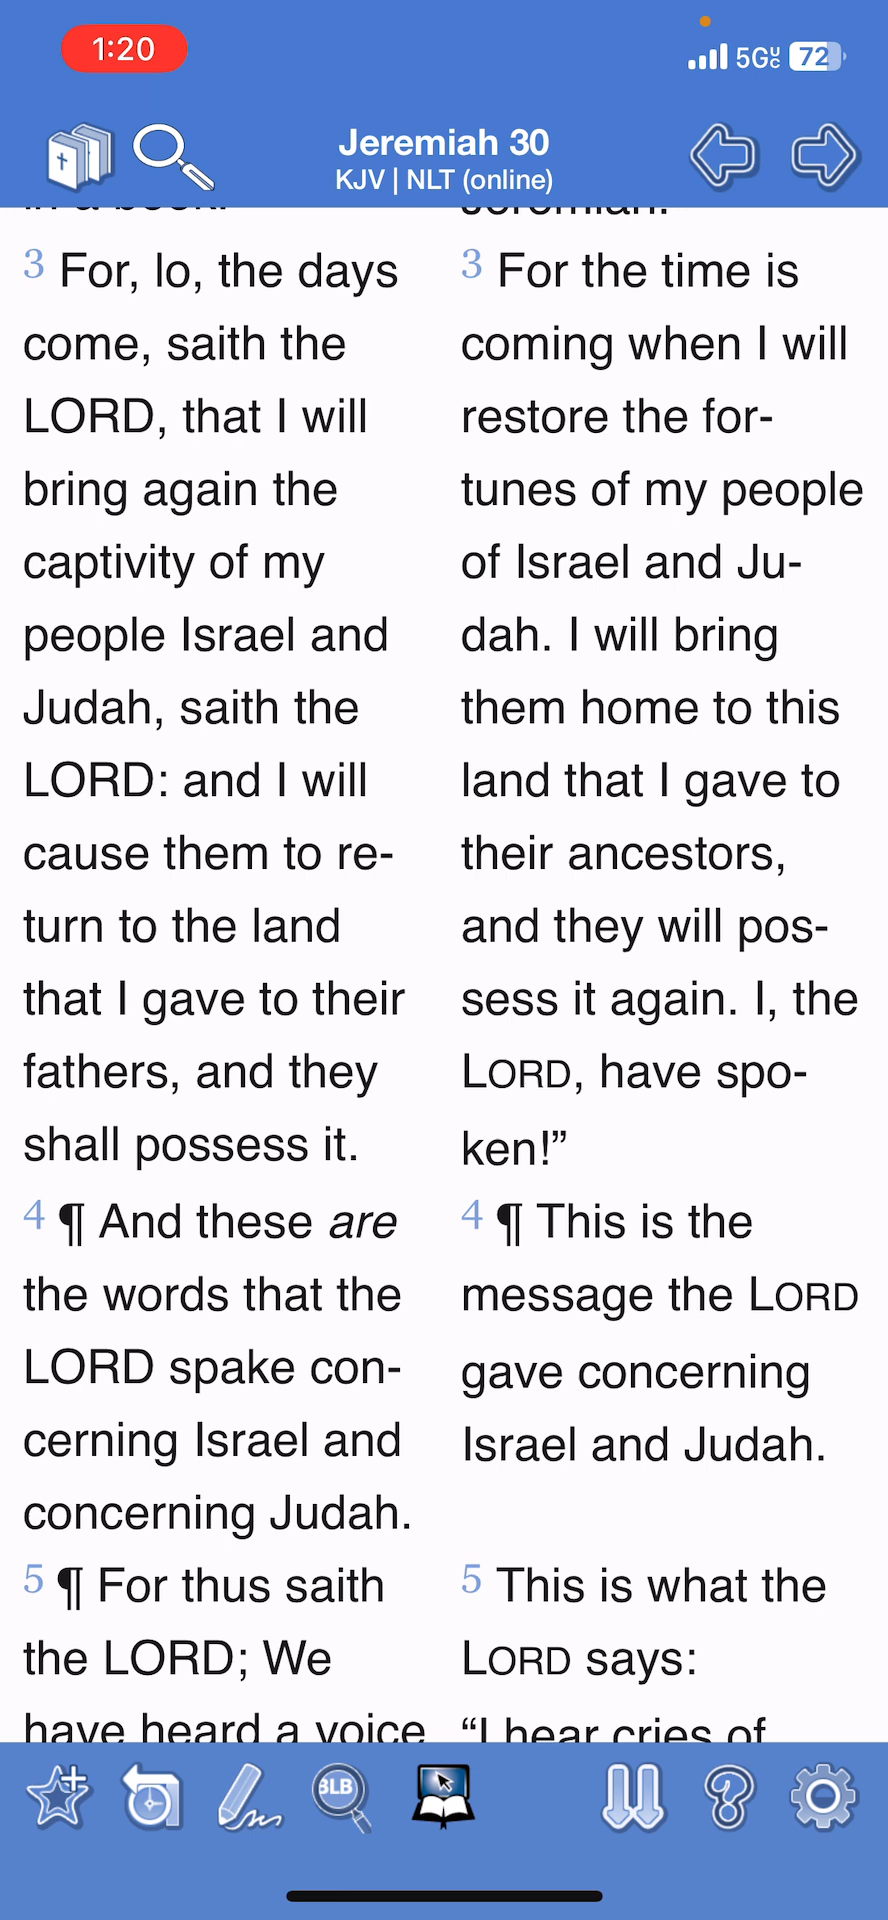 1:20
5G UC 72
Jeremiah 30
KJV | NLT (online)
in a book.
3 For, lo, the days
come, saith the
LORD, that I will
bring again the
captivity of my
people Israel and
Judah, saith the
LORD: and I will
cause them to re-
turn to the land
that I gave to their
fathers, and they
shall possess it.
4 ¶ And these are
the words that the
LORD spake con-
cerning Israel and
concerning Judah.
5 ¶ For thus saith
the LORD; We
have heard a voice
Jeremiah.
3 For the time is
coming when I will
restore the for-
tunes of my people
of Israel and Ju-
dah. I will bring
them home to this
land that I gave to
their ancestors,
and they will pos-
sess it again. I, the
LORD, have spo-
ken!”
4 ¶ This is the
message the LORD
gave concerning
Israel and Judah.
5 This is what the
LORD says:
“I hear cries of
BLB